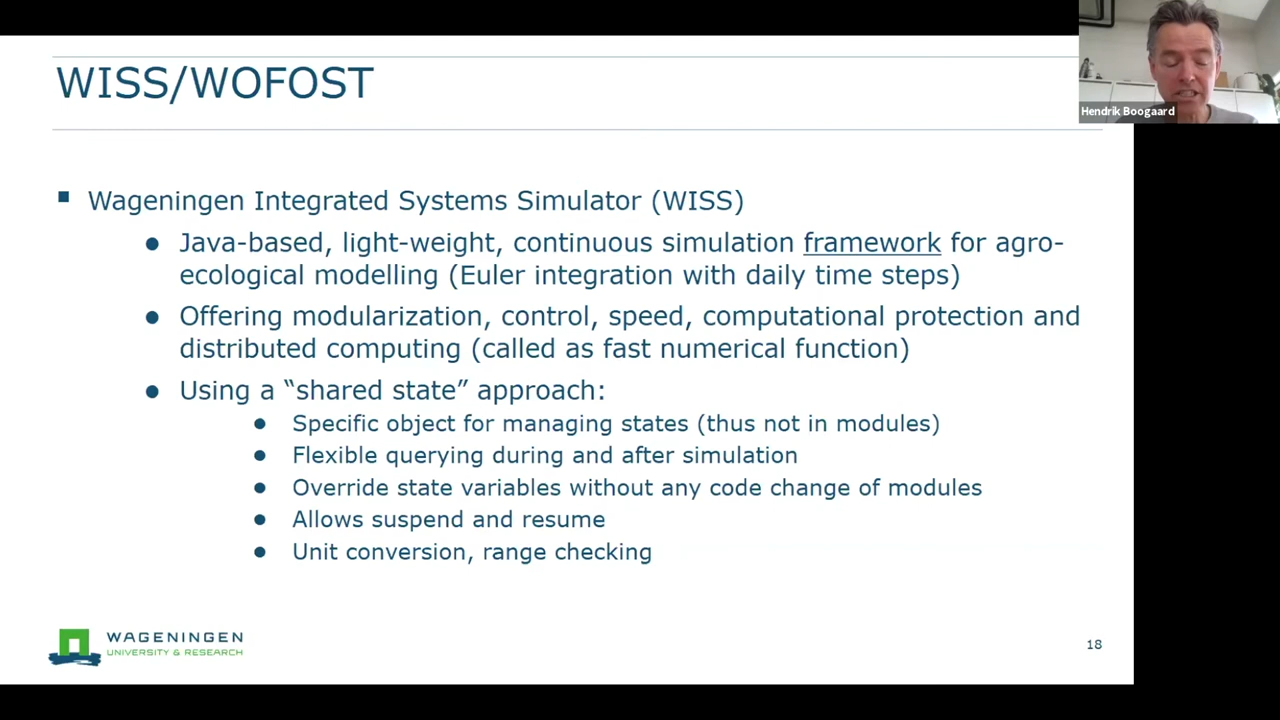 WISS/WOFOST
Hendrik Boogaard
Wageningen Integrated Systems Simulator (WISS)
Java-based, light-weight, continuous simulation framework for agro-
ecological modelling (Euler integration with daily time steps)
Offering modularization, control, speed, computational protection and
distributed computing (called as fast numerical function)
Using a “shared state” approach:
Specific object for managing states (thus not in modules)
Flexible querying during and after simulation
Override state variables without any code change of modules
Allows suspend and resume
Unit conversion, range checking
WAGENINGEN
UNIVERSITY & RESEARCH
18